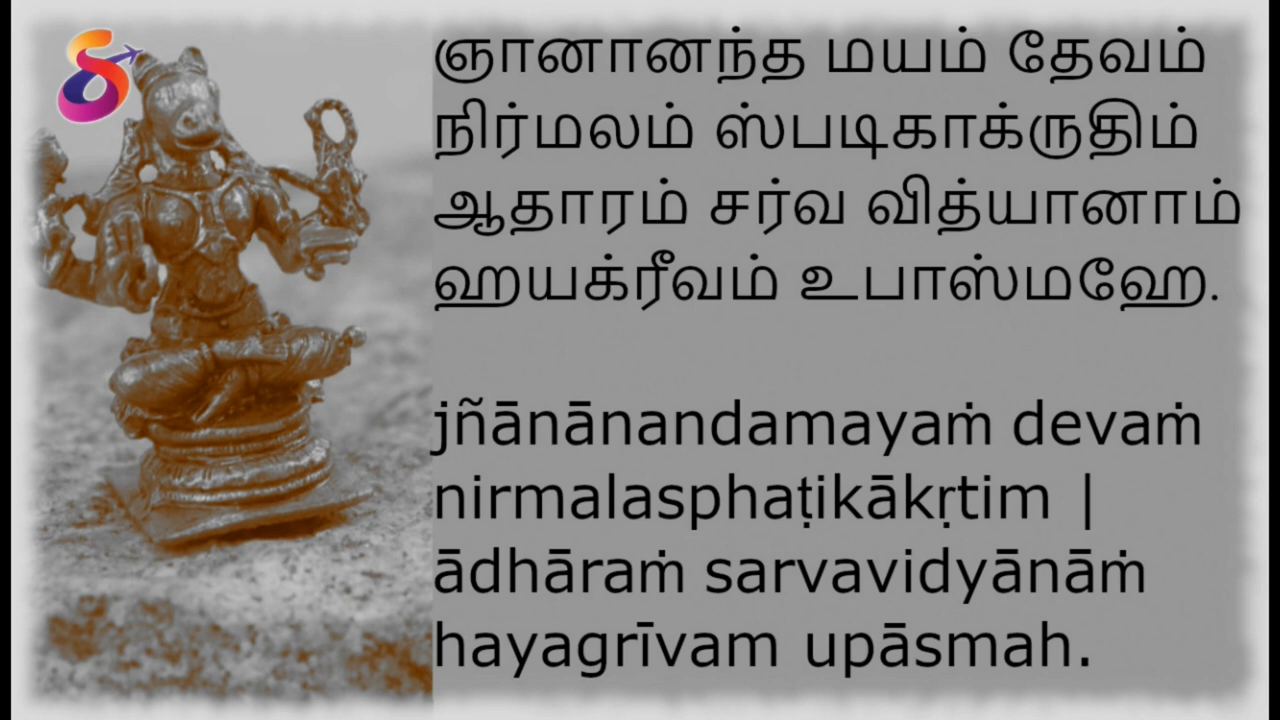 ஞானானந்த மயம் தேவம்
நிர்மலம் ஸ்படிகாக்ருதிம்
ஆதாரம் சர்வ வித்யானாம்
ஹயக்ரீவம் உபாஸ்மஹே.
jñānānandamayaṁ devaṁ
nirmalasphaṭikākṛtim |
ādhāraṁ sarvavidyānāṁ
hayagrīvam upāsmah.